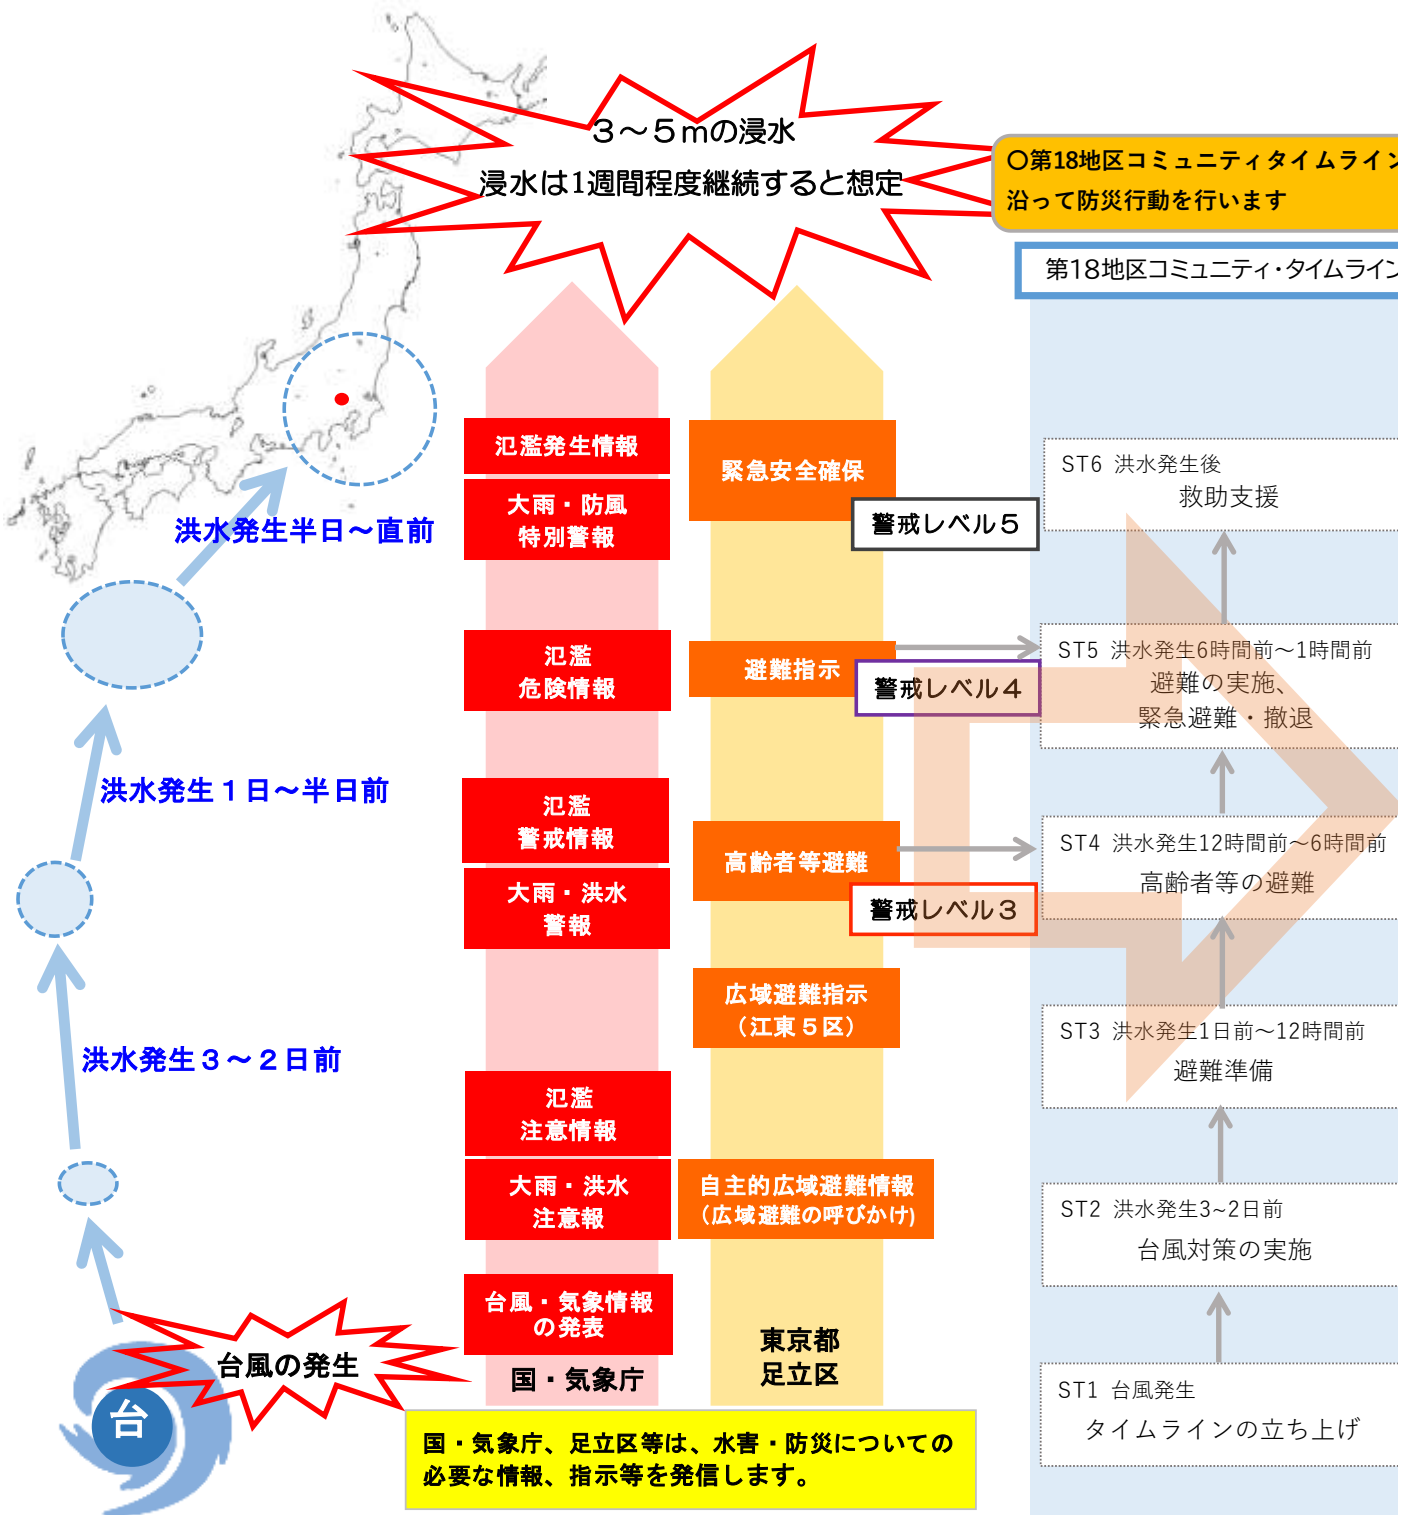 3～5mの浸水
浸水は1週間程度継続すると想定
〇第18地区コミュニティタイムライン
沿って防災行動を行います
第18地区コミュニティ・タイムライン
洪水発生半日～直前
洪水発生1日～半日前
洪水発生3～2日前
台風の発生
台
氾濫発生情報
大雨・防風
特別警報
氾濫
危険情報
氾濫
警戒情報
大雨・洪水
警報
氾濫
注意情報
大雨・洪水
注意報
台風・気象情報
の発表
国・気象庁
緊急安全確保
警戒レベル5
避難指示
警戒レベル4
高齢者等避難
警戒レベル3
広域避難指示
（江東5区）
自主的広域避難情報
（広域避難の呼びかけ)
東京都
足立区
国・気象庁、足立区等は、水害・防災についての
必要な情報、指示等を発信します。
ST6 洪水発生後
救助支援
ST5 洪水発生6時間前～1時間前
避難の実施、
緊急避難・撤退
ST4 洪水発生12時間前～6時間前
高齢者等の避難
ST3 洪水発生1日前～12時間前
避難準備
ST2 洪水発生3~2日前
台風対策の実施
ST1 台風発生
タイムラインの立ち上げ